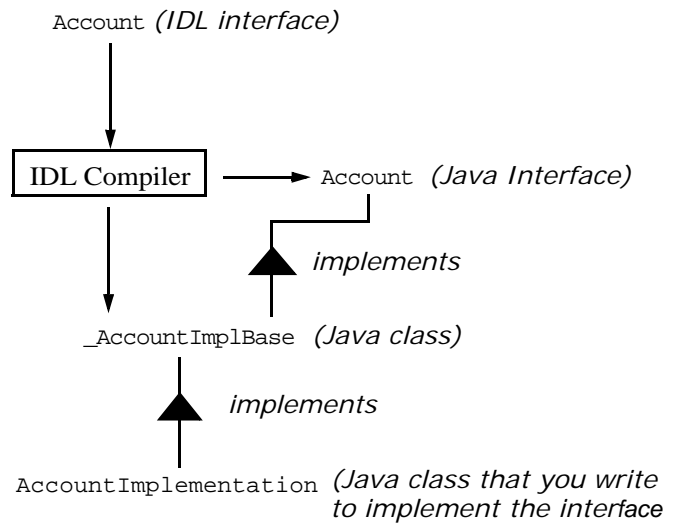 Account (IDL interface)
IDL Compiler
Account (Java Interface)
implements
_AccountImplBase (Java class)
implements
AccountImplementation (Java class that you write
to implement the interface